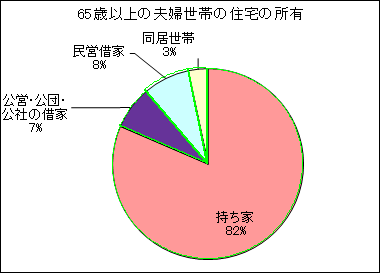 65歳以上の夫婦世帯の住宅の所有
同居世帯
3%
民営借家
8%
公営・公団・
公社の借家
7%
持ち家
82%